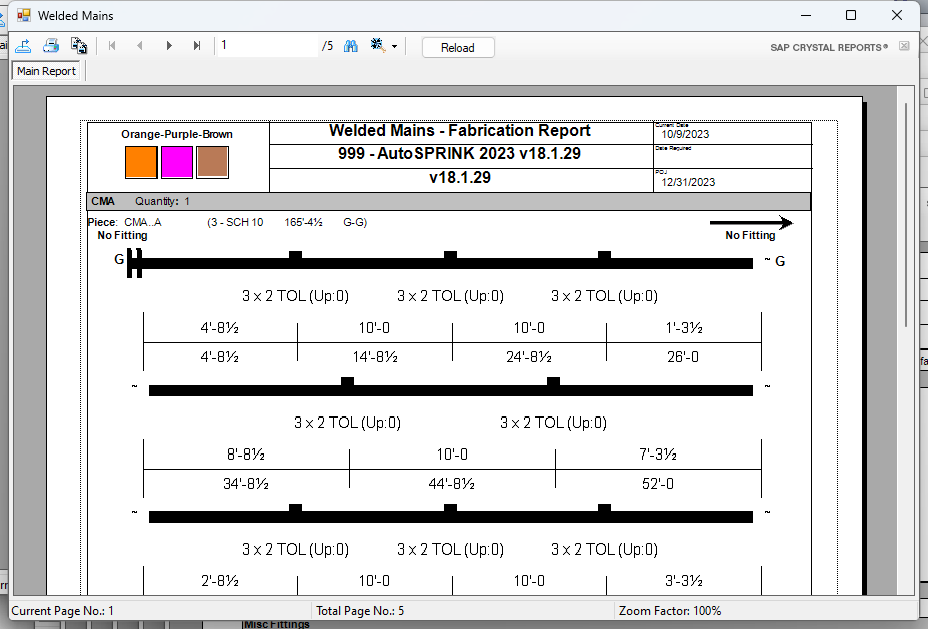 Welded Mains
1 /5 Reload SAP CRYSTAL REPORTS®
Main Report
Orange-Purple-Brown
Welded Mains - Fabrication Report
999 - AutoSPRINK 2023 v18.1.29
v18.1.29
Current Date
10/9/2023
Date Required
PO#
12/31/2023
CMA Quantity: 1
Piece: CMA..A (3 - SCH 10 165'-4½ G-G)
No Fitting No Fitting
G ~ G
3 x 2 TOL (Up:0) 3 x 2 TOL (Up:0) 3 x 2 TOL (Up:0)
4'-8½ 10'-0 10'-0 1'-3½
4'-8½ 14'-8½ 24'-8½ 26'-0
~ ~
3 x 2 TOL (Up:0) 3 x 2 TOL (Up:0)
8'-8½ 10'-0 7'-3½
34'-8½ 44'-8½ 52'-0
~ ~
3 x 2 TOL (Up:0) 3 x 2 TOL (Up:0) 3 x 2 TOL (Up:0)
2'-8½ 10'-0 10'-0 3'-3½
Current Page No.: 1 Total Page No.: 5 Zoom Factor: 100%
Misc Fittings